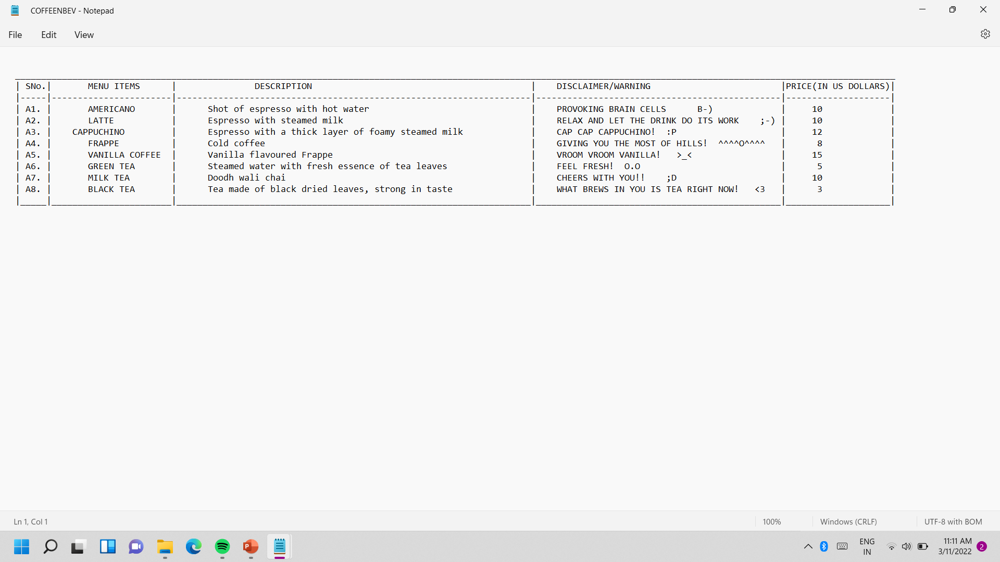 COFFEENBEV - Notepad
File Edit View
| SNo.| MENU ITEMS | DESCRIPTION | DISCLAIMER/WARNING |PRICE(IN US DOLLARS)|
| A1. | AMERICANO | Shot of espresso with hot water | PROVOKING BRAIN CELLS B-) | 10 |
| A2. | LATTE | Espresso with steamed milk | RELAX AND LET THE DRINK DO ITS WORK ;-) | 10 |
| A3. | CAPPUCHINO | Espresso with a thick layer of foamy steamed milk | CAP CAP CAPPUCHINO! :P | 12 |
| A4. | FRAPPE | Cold coffee | GIVING YOU THE MOST OF HILLS! ^^^^O^^^^ | 8 |
| A5. | VANILLA COFFEE | Vanilla flavoured Frappe | VROOM VROOM VANILLA! >_< | 15 |
| A6. | GREEN TEA | Steamed water with fresh essence of tea leaves | FEEL FRESH! O.O | 5 |
| A7. | MILK TEA | Doodh wali chai | CHEERS WITH YOU!! ;D | 10 |
| A8. | BLACK TEA | Tea made of black dried leaves, strong in taste | WHAT BREWS IN YOU IS TEA RIGHT NOW! <3 | 3 |
Ln 1, Col 1 100% Windows (CRLF) UTF-8 with BOM
ENG 11:11 AM
IN 3/11/2022 2